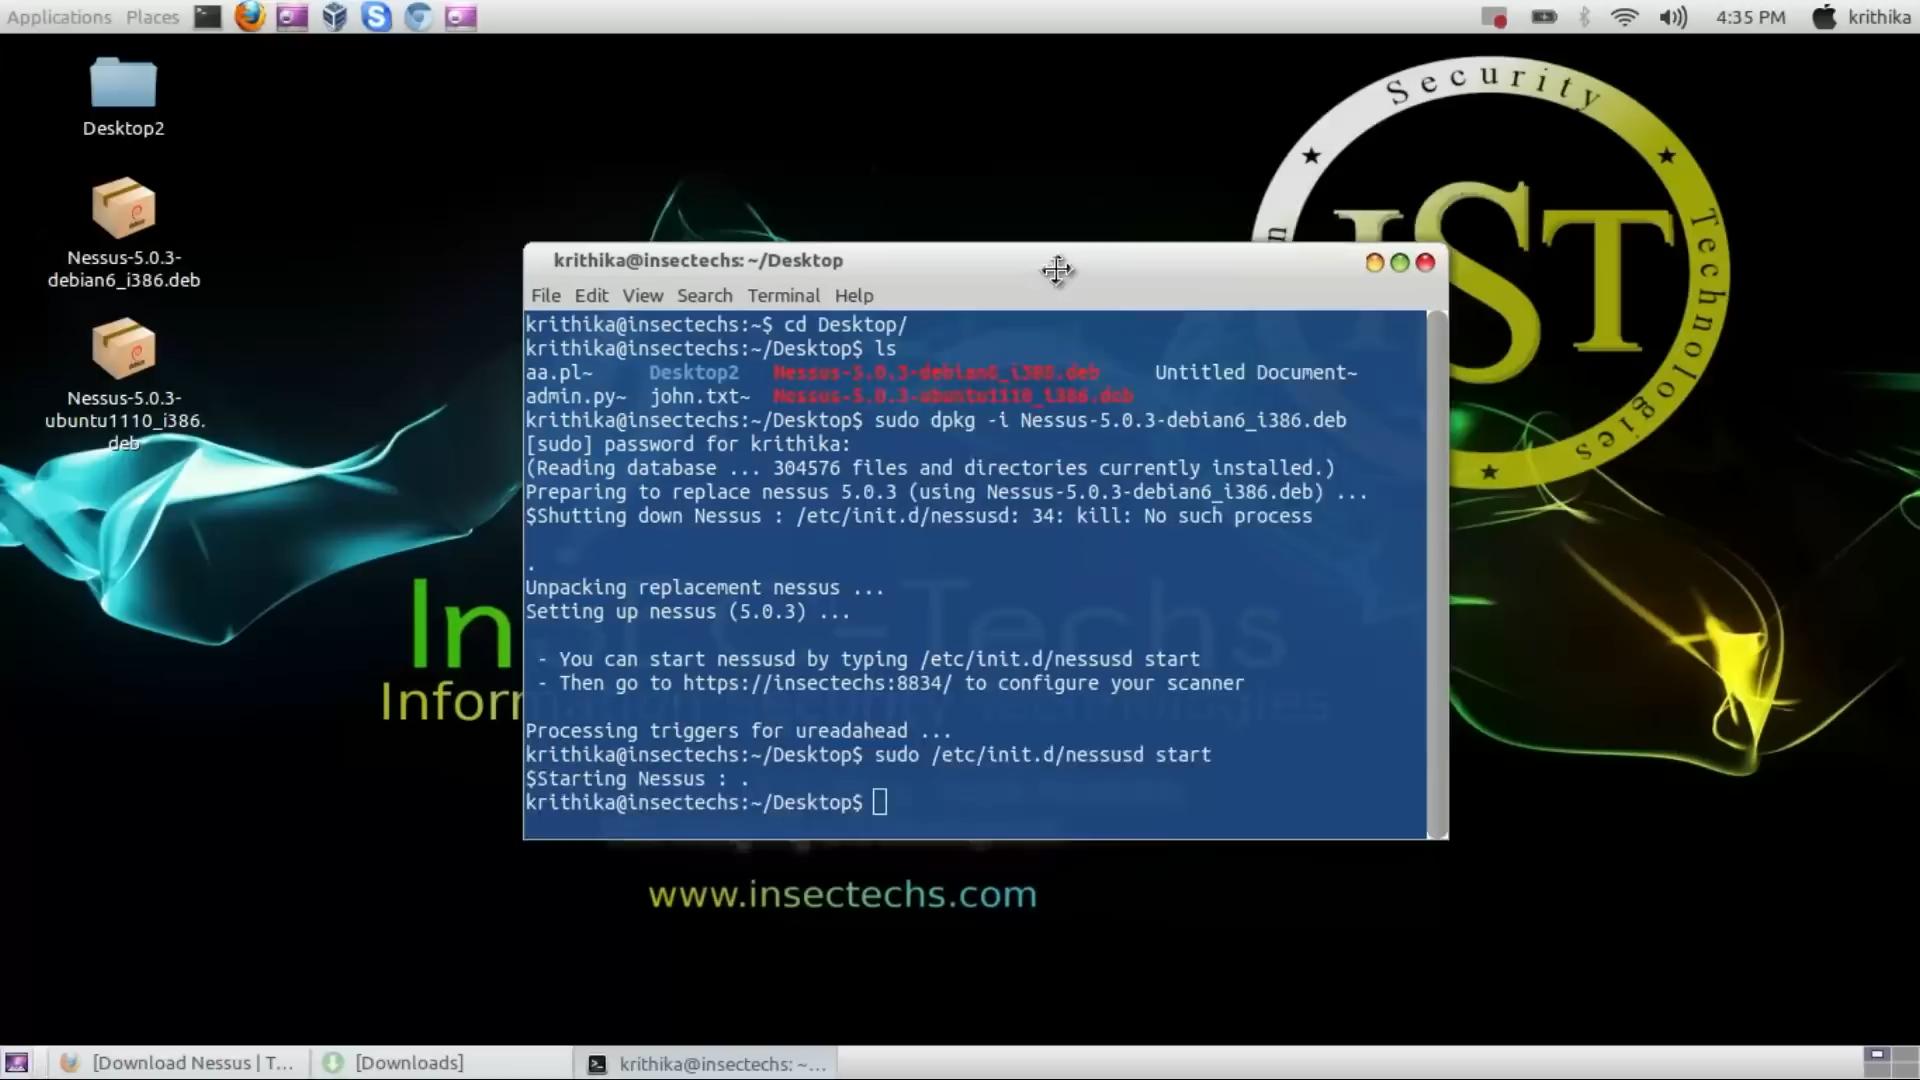 Applications Places 4:35 PM krithika
Desktop2
Nessus-5.0.3-
debian6_i386.deb
Nessus-5.0.3-
ubuntu1110_i386.
deb
Security
Technologies
IST
krithika@insectechs: ~/Desktop
File Edit View Search Terminal Help
krithika@insectechs:~$ cd Desktop/
krithika@insectechs:~/Desktop$ ls
aa.pl~ Desktop2 Nessus-5.0.3-debian6_i386.deb Untitled Document~
admin.py~ john.txt~ Nessus-5.0.3-ubuntu1110_i386.deb
krithika@insectechs:~/Desktop$ sudo dpkg -i Nessus-5.0.3-debian6_i386.deb
[sudo] password for krithika:
(Reading database ... 304576 files and directories currently installed.)
Preparing to replace nessus 5.0.3 (using Nessus-5.0.3-debian6_i386.deb) ...
$Shutting down Nessus : /etc/init.d/nessusd: 34: kill: No such process
.
Unpacking replacement nessus ...
Setting up nessus (5.0.3) ...
- You can start nessusd by typing /etc/init.d/nessusd start
- Then go to https://insectechs:8834/ to configure your scanner
Processing triggers for ureadahead ...
krithika@insectechs:~/Desktop$ sudo /etc/init.d/nessusd start
$Starting Nessus : .
krithika@insectechs:~/Desktop$
In -Techs
Information Security Technologies
www.insectechs.com
[Download Nessus | T... [Downloads] krithika@insectechs: ~...